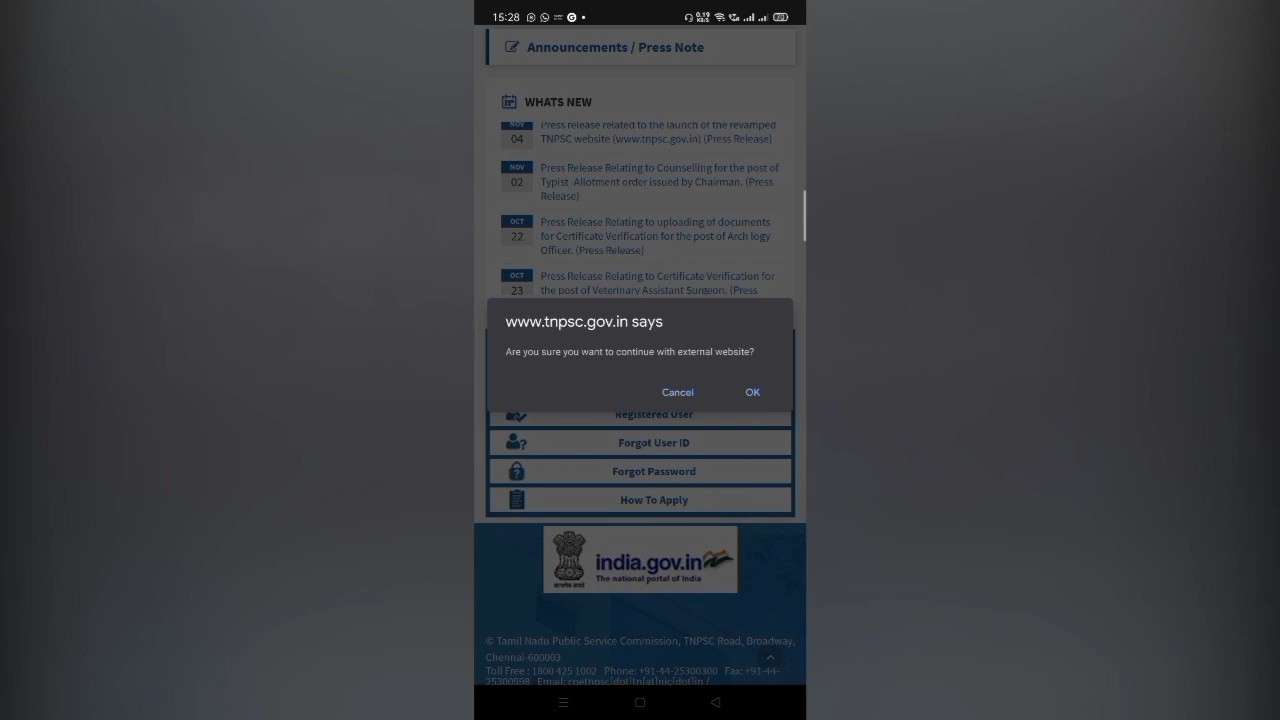 15:28
0.19
KB/S
Announcements / Press Note
WHATS NEW
NOV
04
Press release related to the launch of the revamped
TNPSC website (www.tnpsc.gov.in) (Press Release)
NOV
02
Press Release Relating to Counselling for the post of
Typist Allotment order issued by Chairman. (Press
Release)
OCT
22
Press Release Relating to uploading of documents
for Certificate Verification for the post of Arch logy
Officer. (Press Release)
OCT
23
Press Release Relating to Certificate Verification for
the post of Veterinary Assistant Surgeon. (Press
www.tnpsc.gov.in says
Are you sure you want to continue with external website?
Cancel OK
Registered User
Forgot User ID
Forgot Password
How To Apply
india.gov.in
The national portal of India
© Tamil Nadu Public Service Commission, TNPSC Road, Broadway,
Chennai-600003
Toll Free : 1800 425 1002 Phone: +91-44-25300300 Fax: +91-44-
25300598 Email: coetnpsc[dot]tn[at]nic[dot]in /